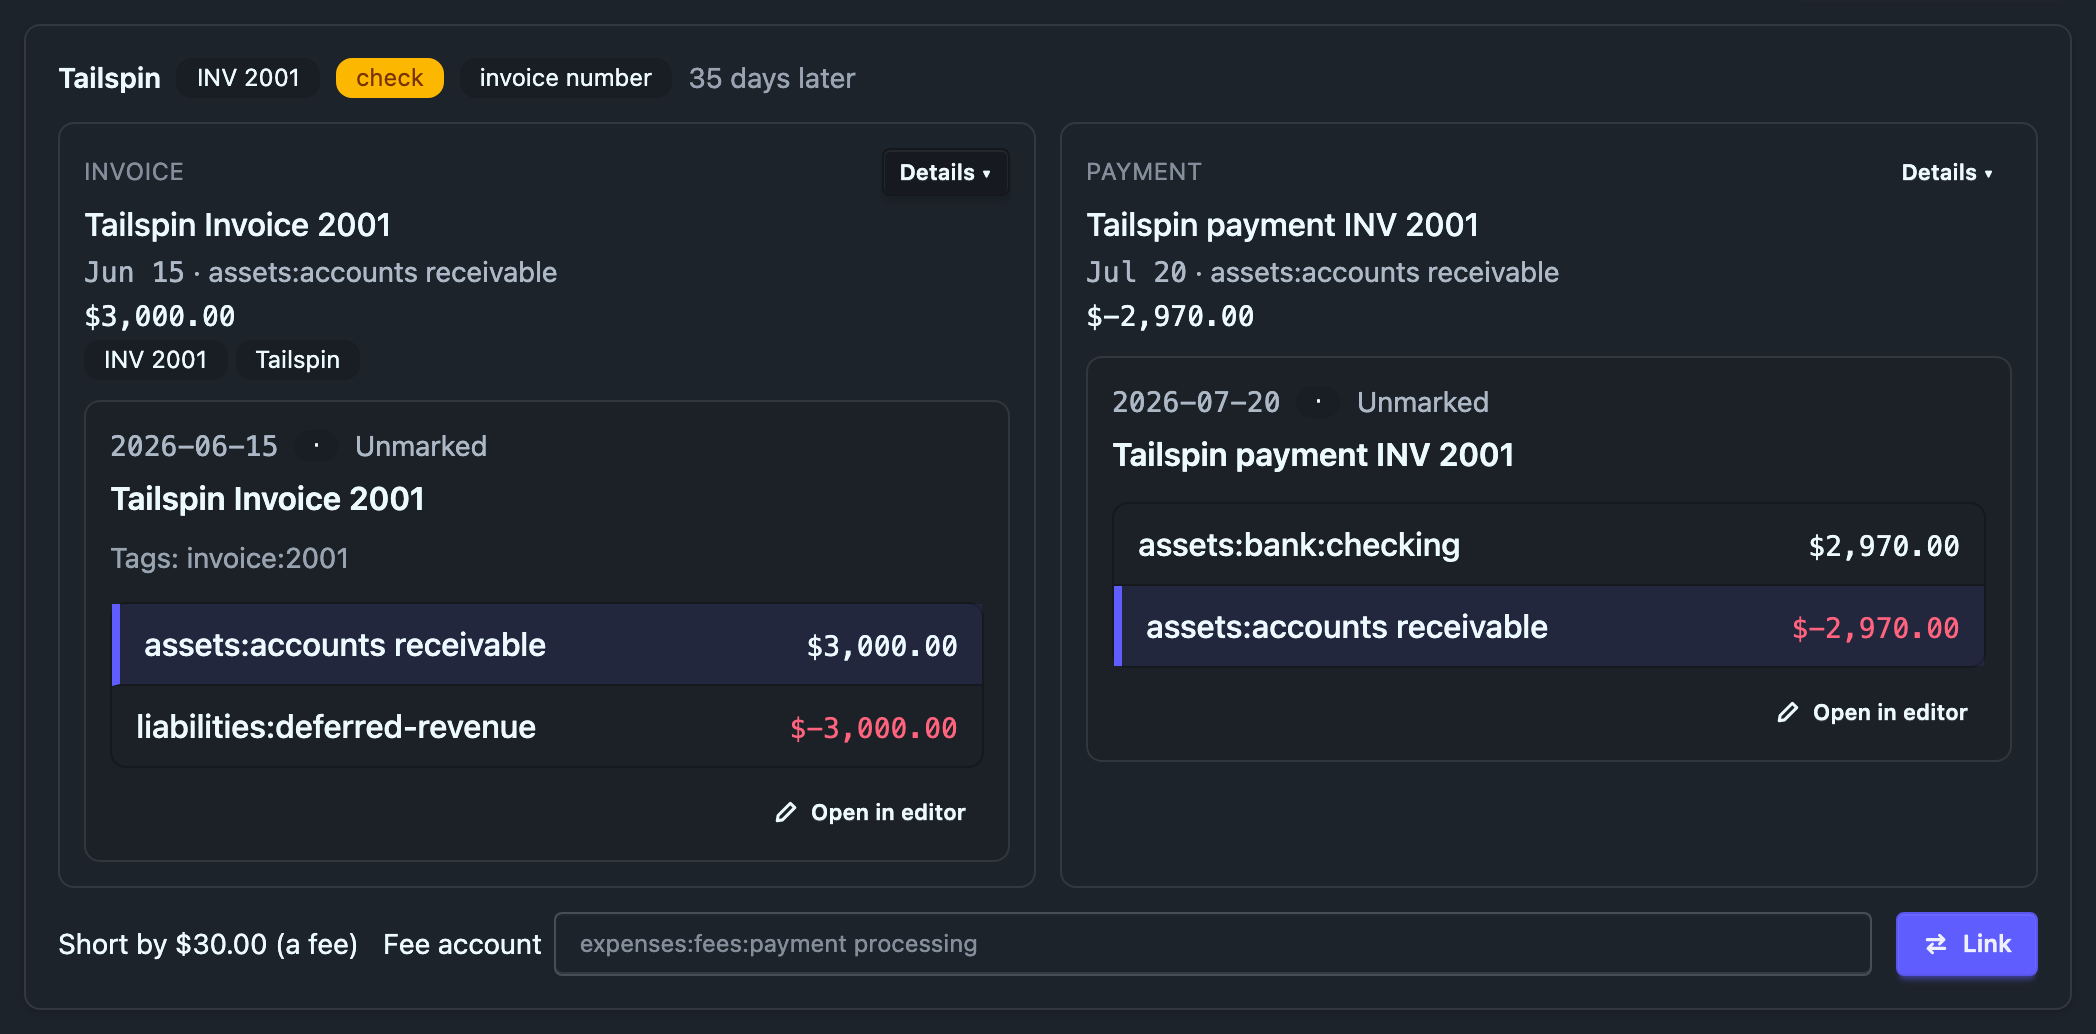 Tailspin INV 2001 check invoice number 35 days later
INVOICE Details ▾
Tailspin Invoice 2001
Jun 15 · assets:accounts receivable
$3,000.00
INV 2001 Tailspin
2026-06-15 · Unmarked
Tailspin Invoice 2001
Tags: invoice:2001
assets:accounts receivable $3,000.00
liabilities:deferred-revenue $-3,000.00
Open in editor
PAYMENT Details ▾
Tailspin payment INV 2001
Jul 20 · assets:accounts receivable
$-2,970.00
2026-07-20 · Unmarked
Tailspin payment INV 2001
assets:bank:checking $2,970.00
assets:accounts receivable $-2,970.00
Open in editor
Short by $30.00 (a fee) Fee account expenses:fees:payment processing Link